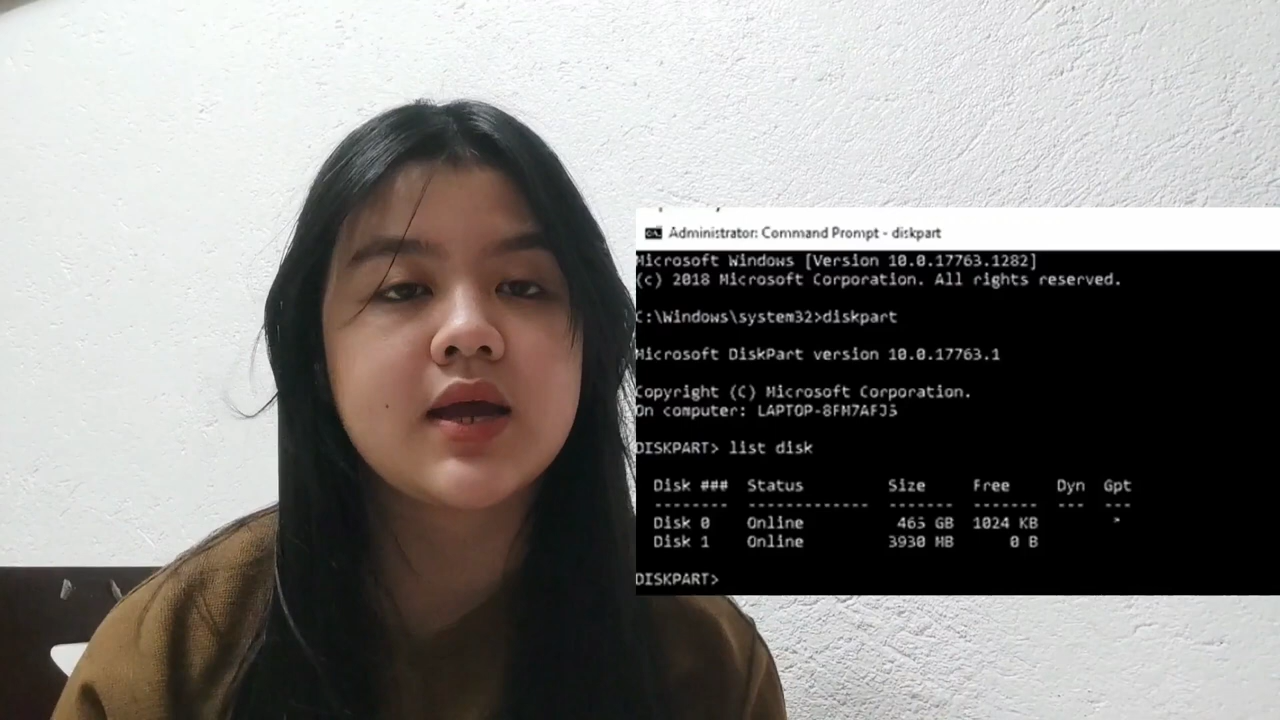 Administrator: Command Prompt - diskpart
Microsoft Windows [Version 10.0.17763.1282]
(c) 2018 Microsoft Corporation. All rights reserved.
C:\Windows\system32>diskpart
Microsoft DiskPart version 10.0.17763.1
Copyright (C) Microsoft Corporation.
On computer: LAPTOP-8FM7AFJ5
DISKPART> list disk
Disk ### Status Size Free Dyn Gpt
-------- ------------- ------- ------- --- ---
Disk 0 Online 465 GB 1024 KB *
Disk 1 Online 3930 MB 0 B
DISKPART>